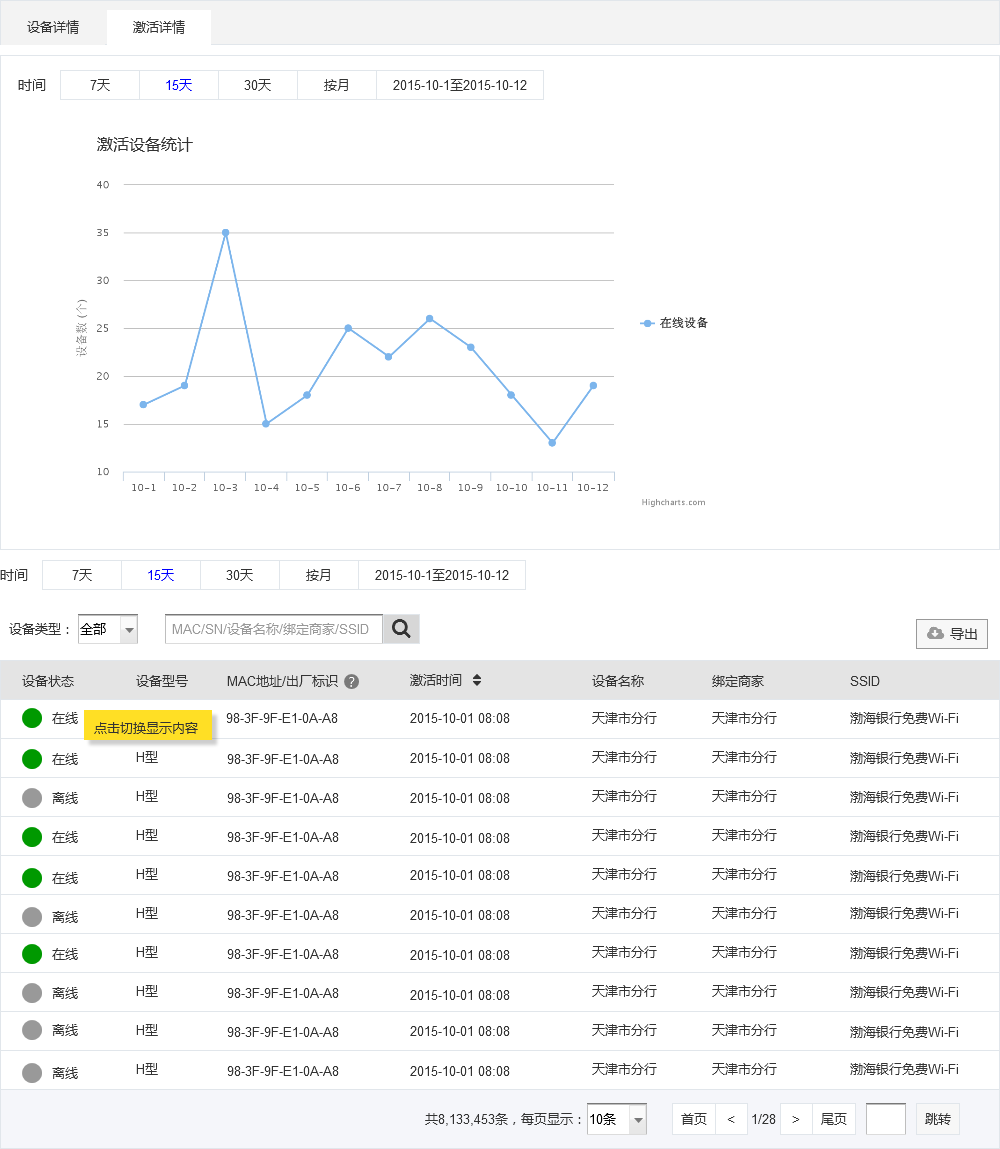 设备详情 激活详情
时间 7天 15天 30天 按月 2015-10-1至2015-10-12
激活设备统计
40
35
30
25
20
15
10
设备数 (个)
在线设备
10-1 10-2 10-3 10-4 10-5 10-6 10-7 10-8 10-9 10-10 10-11 10-12
Highcharts.com
时间 7天 15天 30天 按月 2015-10-1至2015-10-12
设备类型： 全部 MAC/SN/设备名称/绑定商家/SSID 导出
设备状态 设备型号 MAC地址/出厂标识 ? 激活时间 设备名称 绑定商家 SSID
在线 98-3F-9F-E1-0A-A8 2015-10-01 08:08 天津市分行 天津市分行 渤海银行免费Wi-Fi
点击切换显示内容
在线 H型 98-3F-9F-E1-0A-A8 2015-10-01 08:08 天津市分行 天津市分行 渤海银行免费Wi-Fi
离线 H型 98-3F-9F-E1-0A-A8 2015-10-01 08:08 天津市分行 天津市分行 渤海银行免费Wi-Fi
在线 H型 98-3F-9F-E1-0A-A8 2015-10-01 08:08 天津市分行 天津市分行 渤海银行免费Wi-Fi
在线 H型 98-3F-9F-E1-0A-A8 2015-10-01 08:08 天津市分行 天津市分行 渤海银行免费Wi-Fi
离线 H型 98-3F-9F-E1-0A-A8 2015-10-01 08:08 天津市分行 天津市分行 渤海银行免费Wi-Fi
在线 H型 98-3F-9F-E1-0A-A8 2015-10-01 08:08 天津市分行 天津市分行 渤海银行免费Wi-Fi
离线 H型 98-3F-9F-E1-0A-A8 2015-10-01 08:08 天津市分行 天津市分行 渤海银行免费Wi-Fi
离线 H型 98-3F-9F-E1-0A-A8 2015-10-01 08:08 天津市分行 天津市分行 渤海银行免费Wi-Fi
离线 H型 98-3F-9F-E1-0A-A8 2015-10-01 08:08 天津市分行 天津市分行 渤海银行免费Wi-Fi
共8,133,453条，每页显示： 10条 首页 < 1/28 > 尾页 跳转